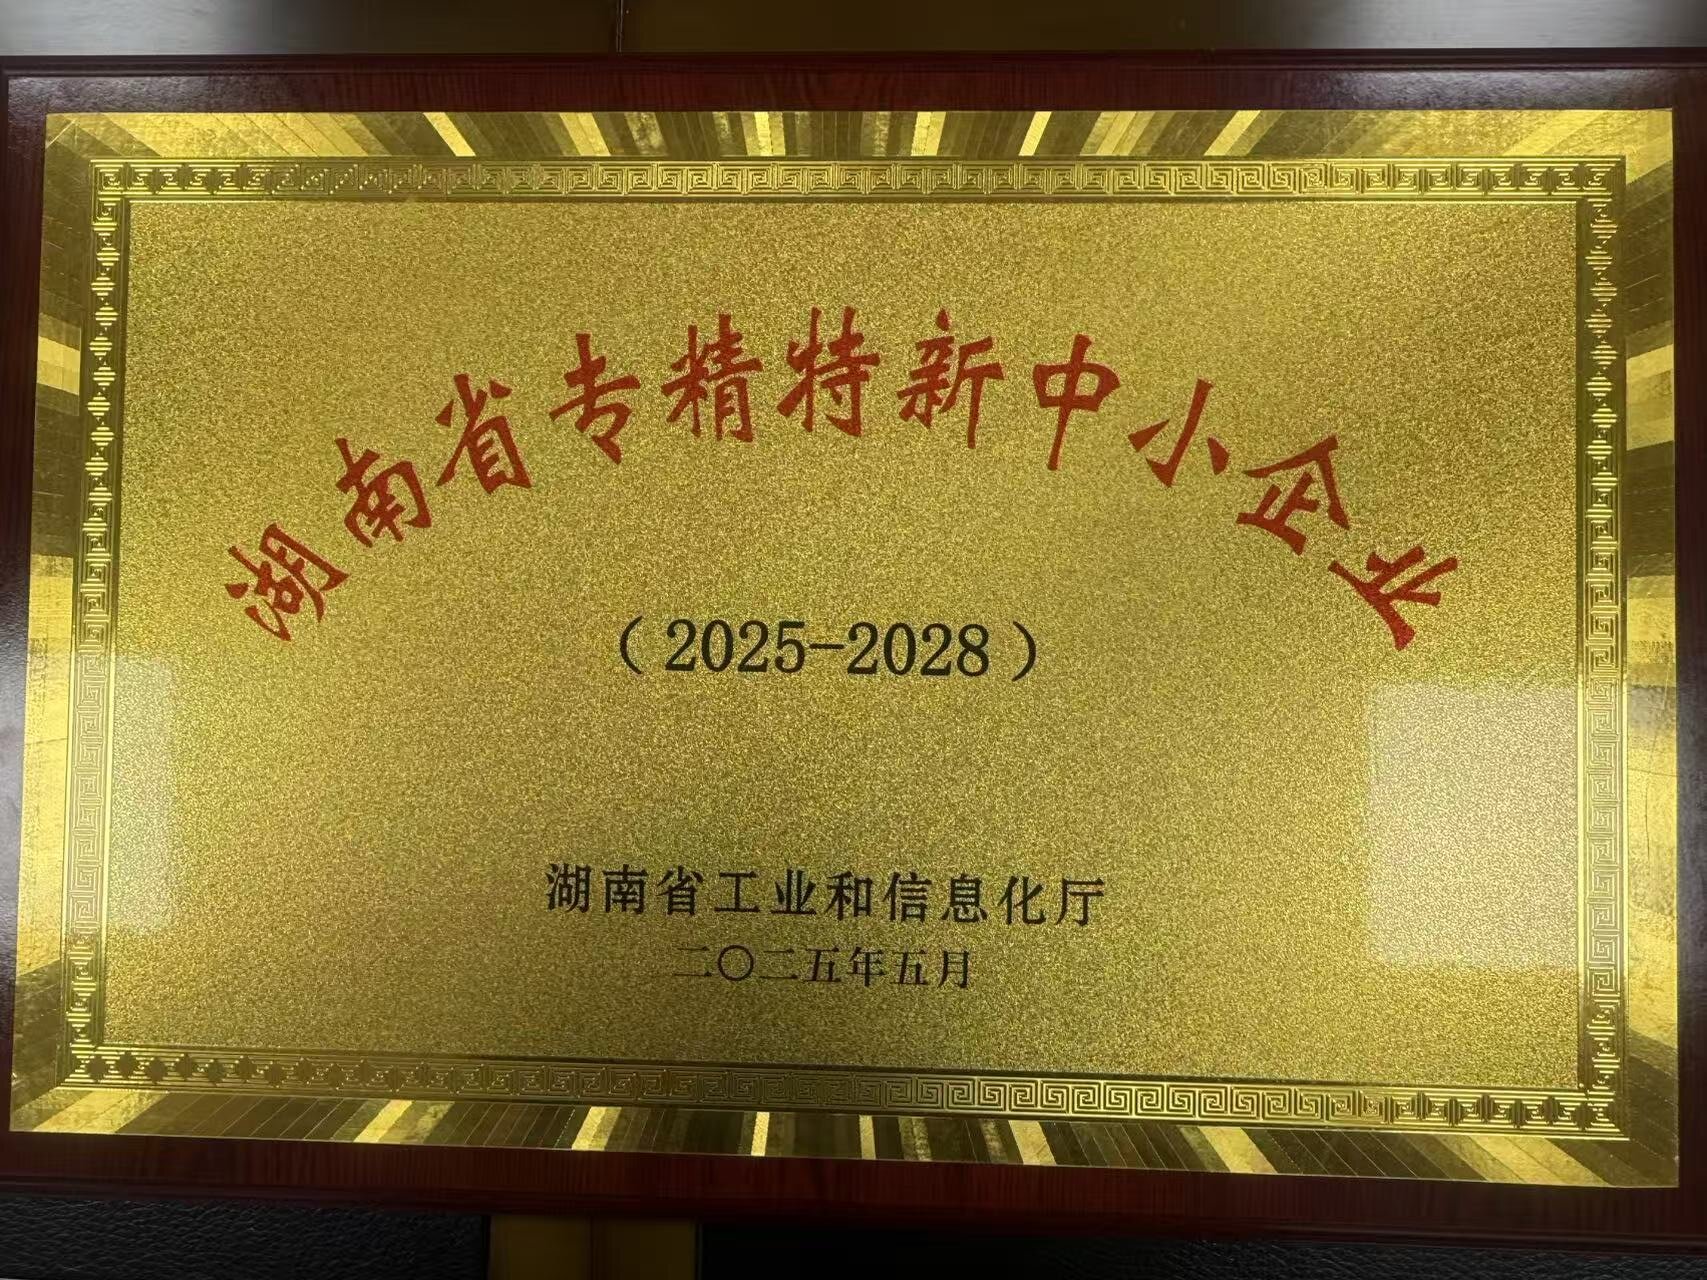 湖南省专精特新中小企业
（2025-2028）
湖南省工业和信息化厅
二〇二五年五月